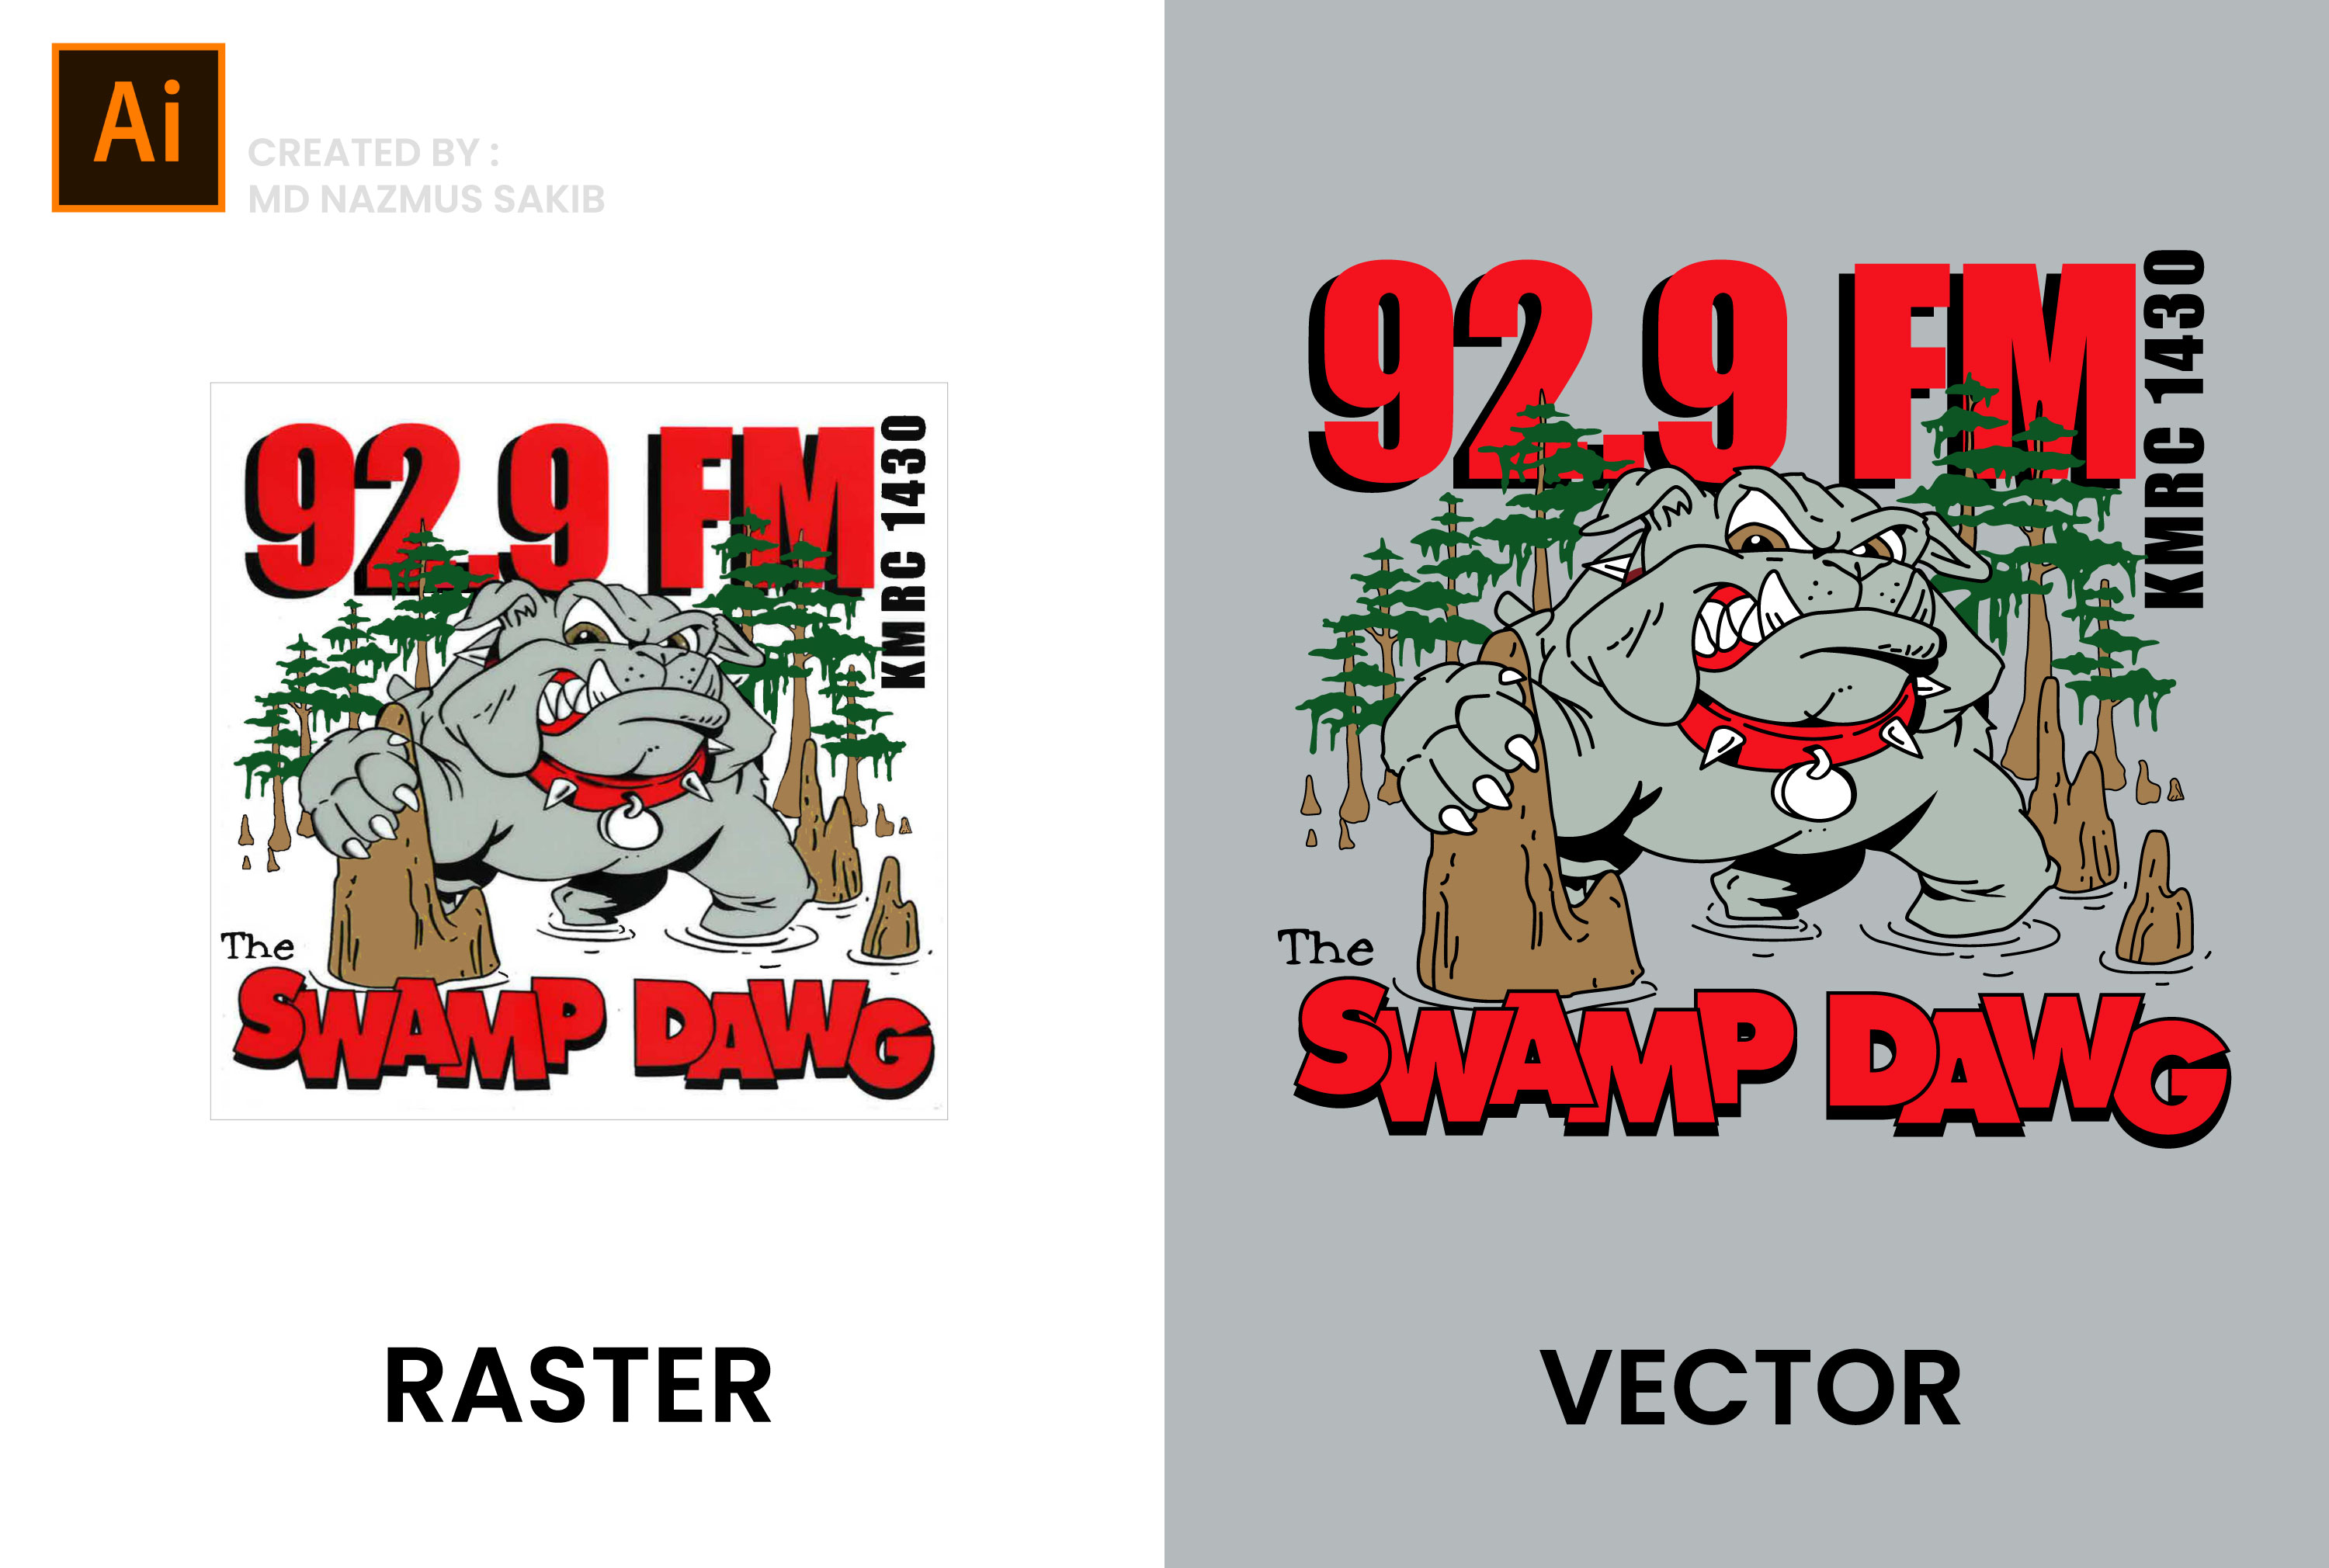 Ai
CREATED BY :
MD NAZMUS SAKIB
92.9 FM
KMRC 1430
The
SWAMP DAWG
RASTER
92.9 FM
KMRC 1430
The
SWAMP DAWG
VECTOR